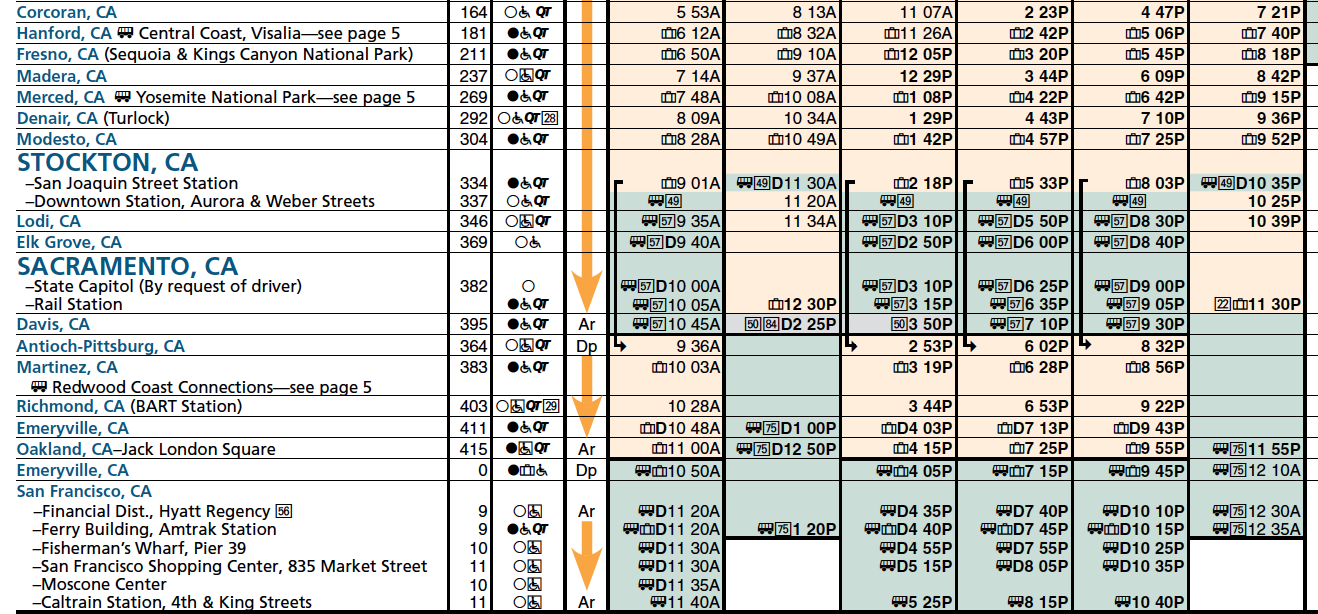 Corcoran, CA 164 QT 5 53A 8 13A 11 07A 2 23P 4 47P 7 21P
Hanford, CA Central Coast, Visalia—see page 5 181 QT 6 12A 8 32A 11 26A 2 42P 5 06P 7 40P
Fresno, CA (Sequoia & Kings Canyon National Park) 211 QT 6 50A 9 10A 12 05P 3 20P 5 45P 8 18P
Madera, CA 237 QT 7 14A 9 37A 12 29P 3 44P 6 09P 8 42P
Merced, CA Yosemite National Park—see page 5 269 QT 7 48A 10 08A 1 08P 4 22P 6 42P 9 15P
Denair, CA (Turlock) 292 QT 28 8 09A 10 34A 1 29P 4 43P 7 10P 9 36P
Modesto, CA 304 QT 8 28A 10 49A 1 42P 4 57P 7 25P 9 52P
STOCKTON, CA
–San Joaquin Street Station 334 QT 9 01A 49 D11 30A 2 18P 5 33P 8 03P 49 D10 35P
–Downtown Station, Aurora & Weber Streets 337 QT 49 11 20A 49 49 49 10 25P
Lodi, CA 346 QT 57 9 35A 11 34A 57 D3 10P 57 D5 50P 57 D8 30P 10 39P
Elk Grove, CA 369 57 D9 40A 57 D2 50P 57 D6 00P 57 D8 40P
SACRAMENTO, CA
–State Capitol (By request of driver) 382 57 D10 00A 57 D3 10P 57 D6 25P 57 D9 00P
–Rail Station QT 57 10 05A 12 30P 57 3 15P 57 6 35P 57 9 05P 22 11 30P
Davis, CA 395 QT Ar 57 10 45A 50 84 D2 25P 50 3 50P 57 7 10P 57 9 30P
Antioch-Pittsburg, CA 364 QT Dp 9 36A 2 53P 6 02P 8 32P
Martinez, CA 383 QT 10 03A 3 19P 6 28P 8 56P
Redwood Coast Connections—see page 5
Richmond, CA (BART Station) 403 QT 29 10 28A 3 44P 6 53P 9 22P
Emeryville, CA 411 QT D10 48A 75 D1 00P D4 03P D7 13P D9 43P
Oakland, CA–Jack London Square 415 QT Ar 11 00A 75 D12 50P 4 15P 7 25P 9 55P 75 11 55P
Emeryville, CA 0 Dp 10 50A 4 05P 7 15P 9 45P 75 12 10A
San Francisco, CA
–Financial Dist., Hyatt Regency 56 9 Ar D11 20A D4 35P D7 40P D10 10P 75 12 30A
–Ferry Building, Amtrak Station 9 QT D11 20A 75 1 20P D4 40P D7 45P D10 15P 75 12 35A
–Fisherman's Wharf, Pier 39 10 D11 30A D4 55P D7 55P D10 25P
–San Francisco Shopping Center, 835 Market Street 11 D11 30A D5 15P D8 05P D10 35P
–Moscone Center 10 D11 35A
–Caltrain Station, 4th & King Streets 11 Ar 11 40A 5 25P 8 15P 10 40P